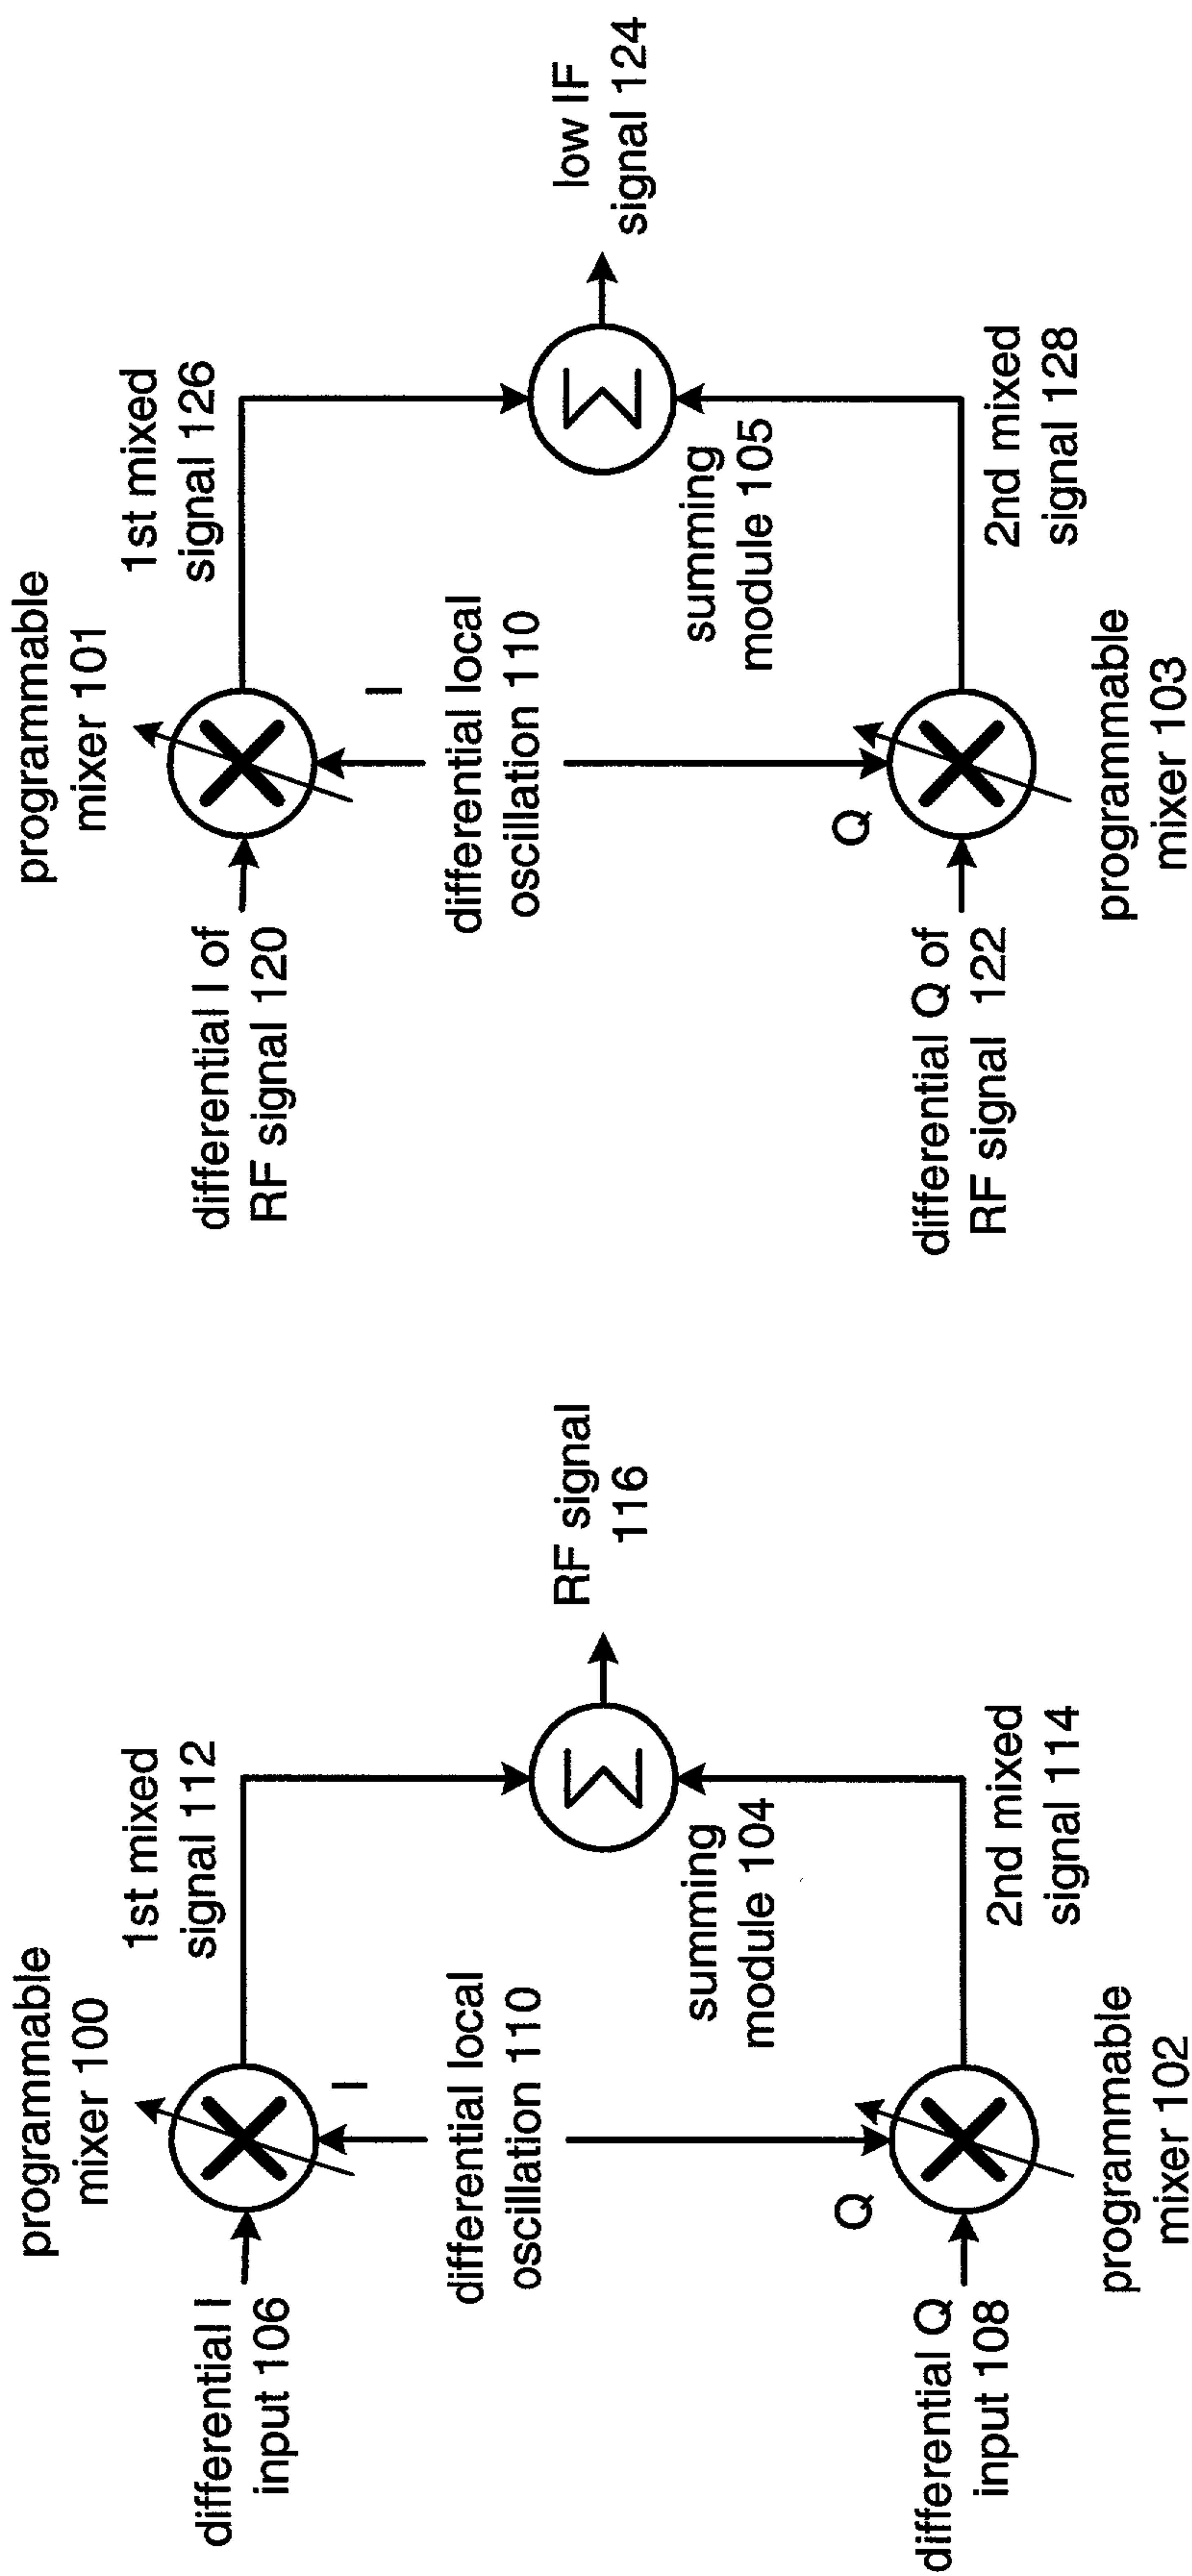 programmable
mixer 100
1st mixed
signal 112
differential I
input 106
I
differential local
oscillation 110
RF signal
116
summing
module 104
Q
differential Q
input 108
2nd mixed
signal 114
programmable
mixer 102
programmable
mixer 101
1st mixed
signal 126
differential I of
RF signal 120
I
differential local
oscillation 110
low IF
signal 124
summing
module 105
Q
differential Q of
RF signal 122
2nd mixed
signal 128
programmable
mixer 103